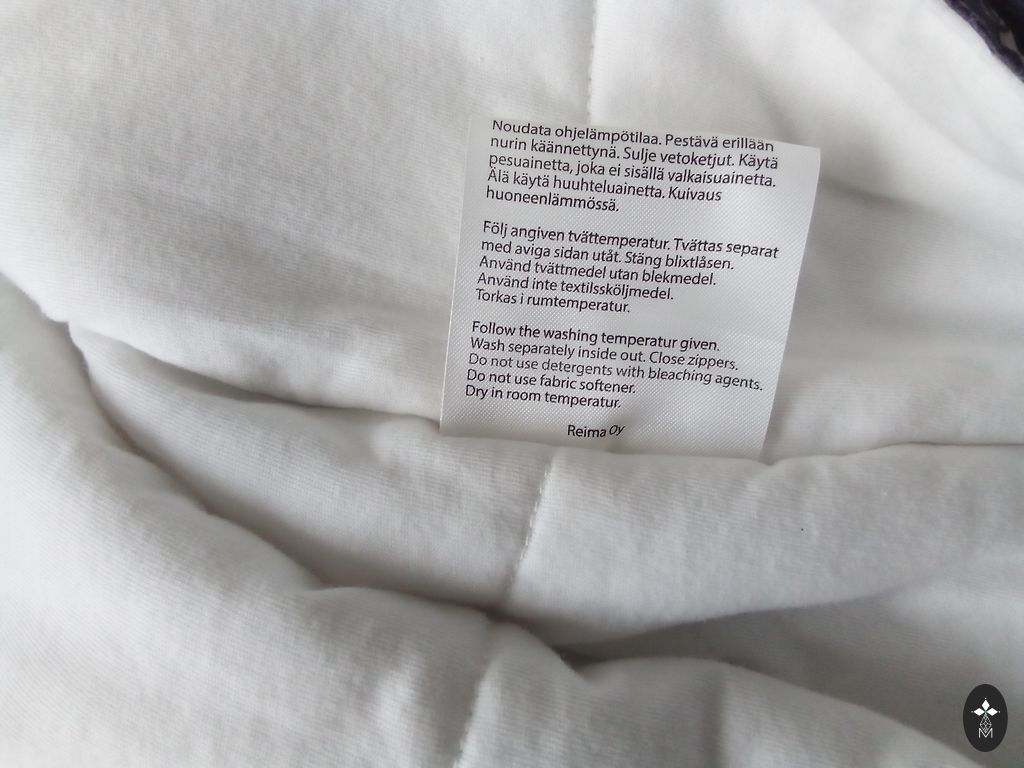 Noudata ohjelämpötilaa. Pestävä erillään
nurin käännettynä. Sulje vetoketjut. Käytä
pesuainetta, joka ei sisällä valkaisuainetta.
Älä käytä huuhteluainetta. Kuivaus
huoneenlämmössä.
Följ angiven tvättemperatur. Tvättas separat
med aviga sidan utåt. Stäng blixtlåsen.
Använd tvättmedel utan blekmedel.
Använd inte textilssköljmedel.
Torkas i rumtemperatur.
Follow the washing temperature given.
Wash separately inside out. Close zippers.
Do not use detergents with bleaching agents.
Do not use fabric softener.
Dry in room temperatur.
Reima Oy
M